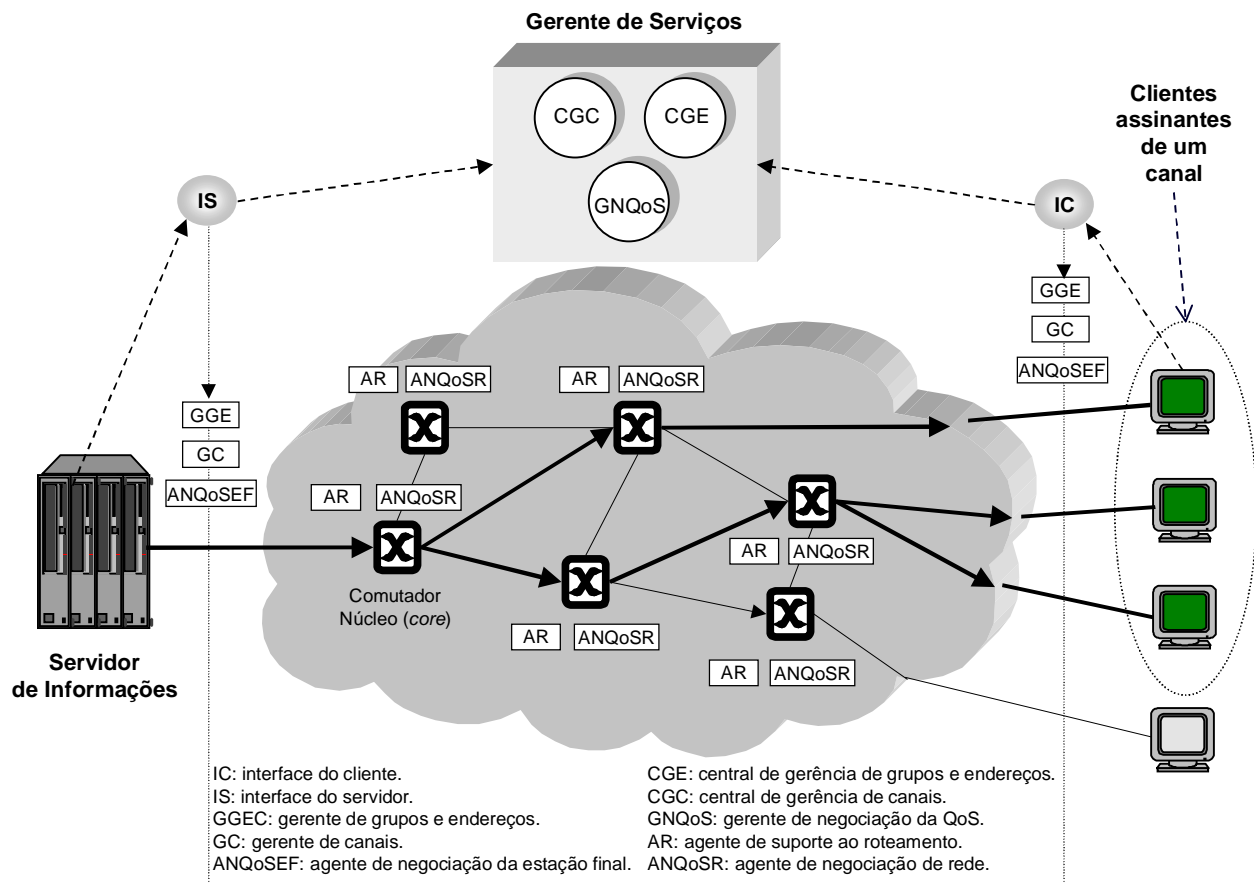 Gerente de Serviços
CGC
CGE
GNQoS
Clientes
assinantes
de um
canal
IS
IC
GGE
GC
ANQoSEF
GGE
GC
ANQoSEF
AR
ANQoSR
AR
ANQoSR
AR
ANQoSR
AR
ANQoSR
AR
ANQoSR
AR
ANQoSR
Comutador
Núcleo (core)
Servidor
de Informações
IC: interface do cliente.
IS: interface do servidor.
GGEC: gerente de grupos e endereços.
GC: gerente de canais.
ANQoSEF: agente de negociação da estação final.
CGE: central de gerência de grupos e endereços.
CGC: central de gerência de canais.
GNQoS: gerente de negociação da QoS.
AR: agente de suporte ao roteamento.
ANQoSR: agente de negociação de rede.